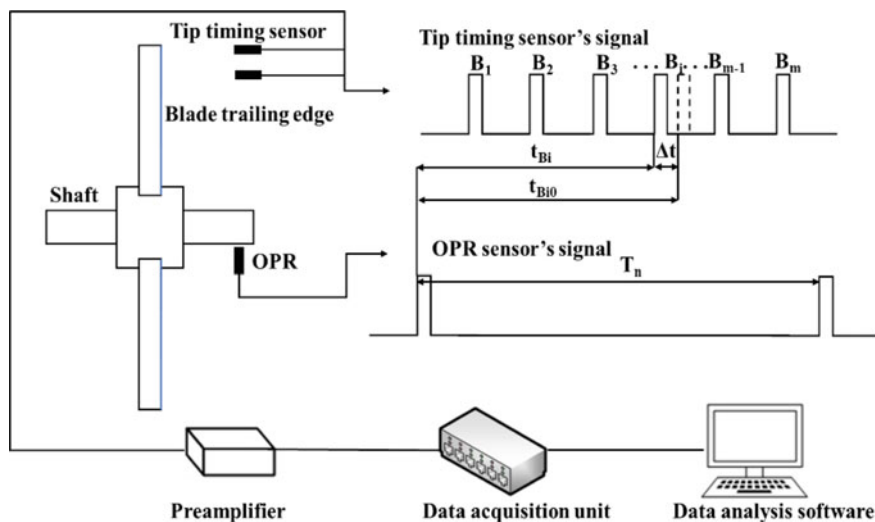 Tip timing sensor
Tip timing sensor's signal
B1 B2 B3 ... Bi ... Bm-1 Bm
Blade trailing edge
tBi Δt
tBi0
Shaft
OPR
OPR sensor's signal
Tn
Preamplifier
Data acquisition unit
Data analysis software